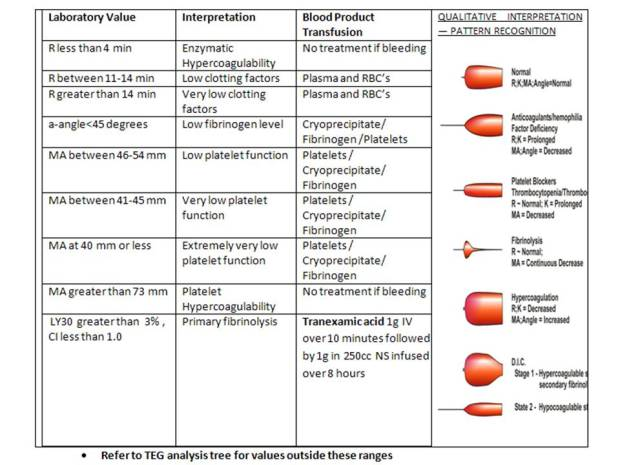 Laboratory Value Interpretation Blood Product
Transfusion
R less than 4 min Enzymatic No treatment if bleeding
Hypercoagulability
R between 11-14 min Low clotting factors Plasma and RBC's
R greater than 14 min Very low clotting Plasma and RBC's
factors
a-angle<45 degrees Low fibrinogen level Cryoprecipitate/
Fibrinogen /Platelets
MA between 46-54 mm Low platelet function Platelets /
Cryoprecipitate/
Fibrinogen
MA between 41-45 mm Very low platelet Platelets /
function Cryoprecipitate/
Fibrinogen
MA at 40 mm or less Extremely very low Platelets /
platelet function Cryoprecipitate/
Fibrinogen
MA greater than 73 mm Platelet No treatment if bleeding
Hypercoagulability
LY30 greater than 3% , Primary fibrinolysis Tranexamic acid 1g IV
CI less than 1.0 over 10 minutes followed
by 1g in 250cc NS infused
over 8 hours
QUALITATIVE INTERPRETATION
— PATTERN RECOGNITION
Normal
R;K;MA;Angle=Normal
Anticoagulants/hemophilia
Factor Deficiency
R;K = Prolonged
MA;Angle = Decreased
Platelet Blockers
Thrombocytopenia/Thrombo
R ~ Normal; K = Prolonged
MA = Decreased
Fibrinolysis
R ~ Normal;
MA = Continuous Decrease
Hypercoagulation
R;K = Decreased
MA;Angle = Increased
D.I.C.
Stage 1 - Hypercoagulable s
secondary fibrinol
State 2 - Hypocoagulable st
• Refer to TEG analysis tree for values outside these ranges